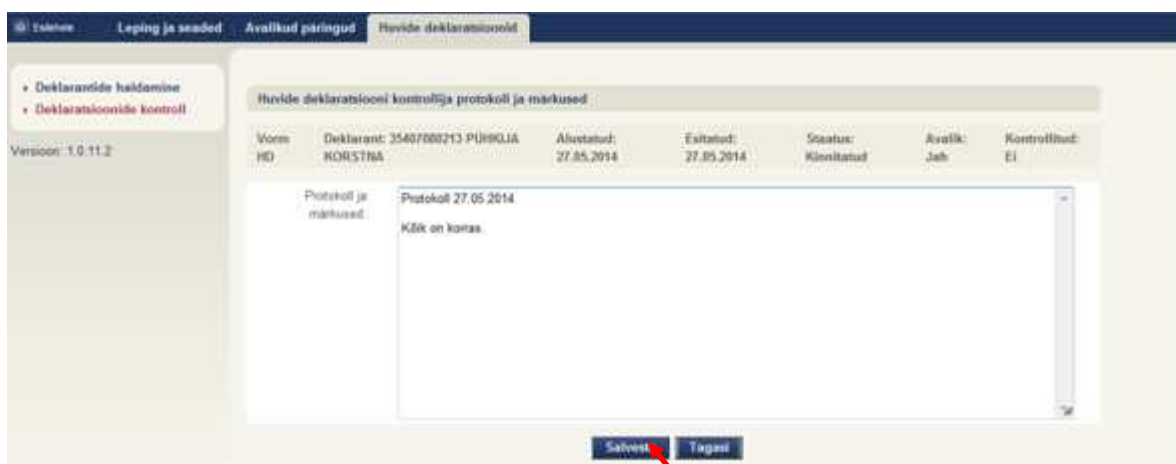 Esilehele Leping ja seaded Avalikud päringud Huvide deklaratsioonid
Deklarantide haldamine
Deklaratsioonide kontroll
Versioon: 1.0.11.2
Huvide deklaratsiooni kontrollija protokoll ja märkused
Vorm Deklarant: 35407080213 PÜHKIJA Alustatud: Esitatud: Staatus: Avalik: Kontrollitud:
HD KORSTNA 27.05.2014 27.05.2014 Kinnitatud Jah Ei
Protokoll ja
märkused:
Protokoll 27.05.2014
Kõik on korras.
Salvesta Tagasi